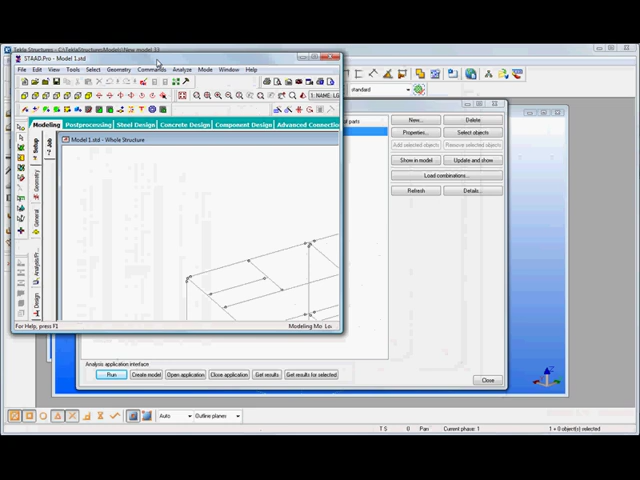 Tekla Structures - C:\TeklaStructuresModels\New model 33
STAAD.Pro - Model 1.std
File Edit View Tools Select Geometry Commands Analyze Mode Window Help
1: NAME: LO
standard
Modeling Postprocessing Steel Design Concrete Design Component Design Advanced Connection
Model 1.std - Whole Structure
Job
Setup
Geometry
General
Analysis/Pr
Design
of parts
New... Delete
Properties... Select objects
Add selected objects Remove selected objects
Show in model Update and show
Load combinations...
Refresh Details...
For Help, press F1
Modeling Mo Lo
Analysis application interface
Run Create model Open application Close application Get results Get results for selected
Close
Z
Auto Outline planes
T S 0 Pan Current phase: 1 1 + 0 object(s) selected